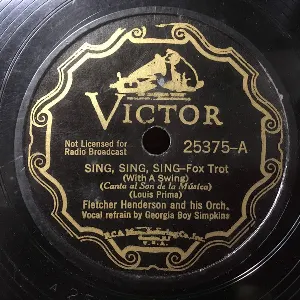 VICTOR
Not Licensed for
Radio Broadcast
25375-A
SING, SING, SING-Fox Trot
(With A Swing)
(Canta al Son de la Música)
(Louis Prima)
Fletcher Henderson and his Orch.
Vocal refrain by Georgia Boy Simpkins